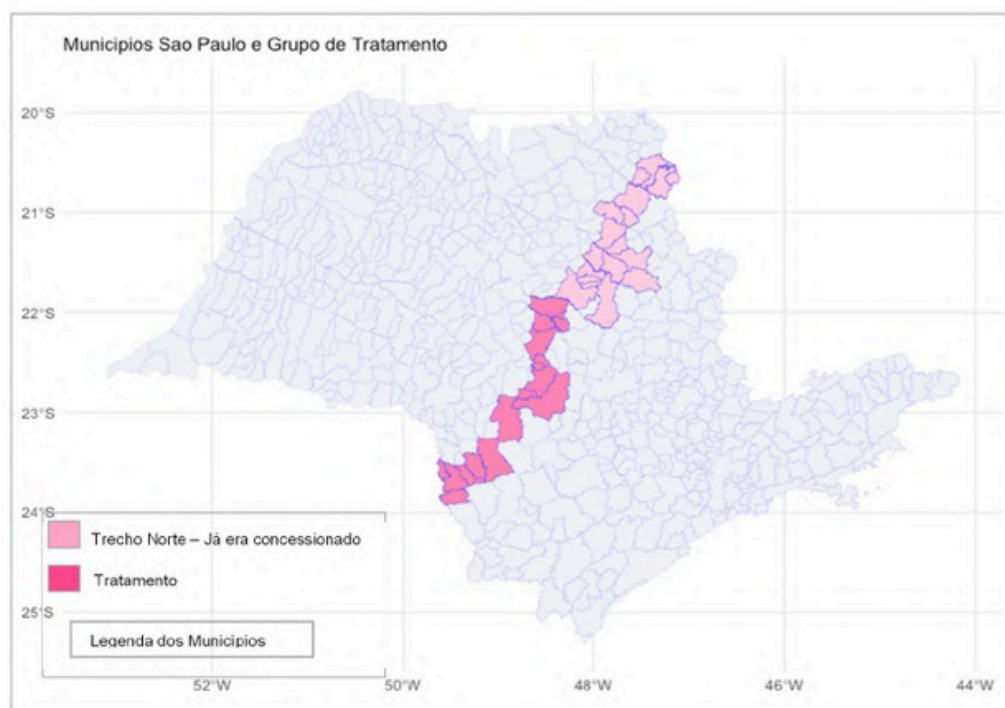 Municipios Sao Paulo e Grupo de Tratamento
20°S
21°S
22°S
23°S
24°S
Trecho Norte – Já era concessionado
Tratamento
25°S
Legenda dos Municipios
52°W
50°W
48°W
46°W
44°W